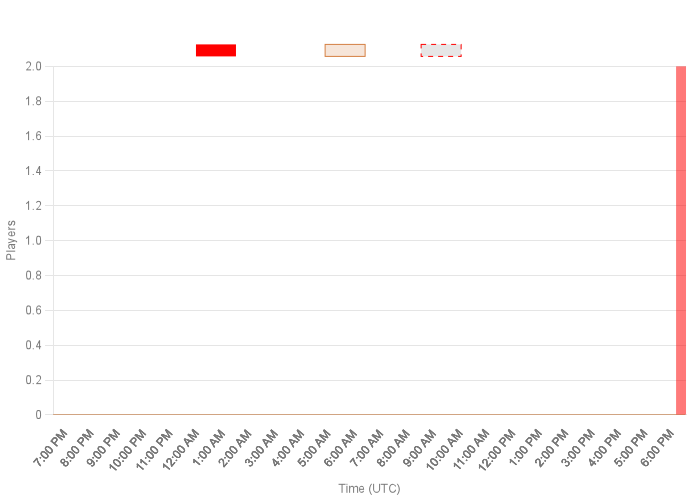 2.0
1.8
1.6
1.4
1.2
1.0
0.8
0.6
0.4
0.2
0
Players
7:00 PM
8:00 PM
9:00 PM
10:00 PM
11:00 PM
12:00 AM
1:00 AM
2:00 AM
3:00 AM
4:00 AM
5:00 AM
6:00 AM
7:00 AM
8:00 AM
9:00 AM
10:00 AM
11:00 AM
12:00 PM
1:00 PM
2:00 PM
3:00 PM
4:00 PM
5:00 PM
6:00 PM
Time (UTC)